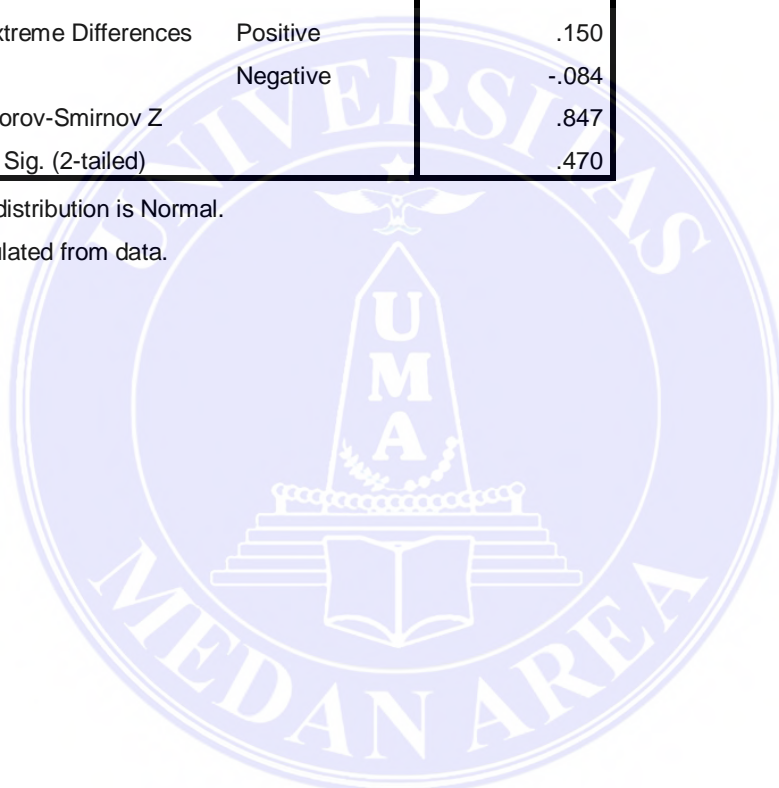 xtreme Differences Positive .150
Negative -.084
orov-Smirnov Z .847
Sig. (2-tailed) .470
distribution is Normal.
ulated from data.
UNIVERSITAS
U
M
A
MEDAN AREA